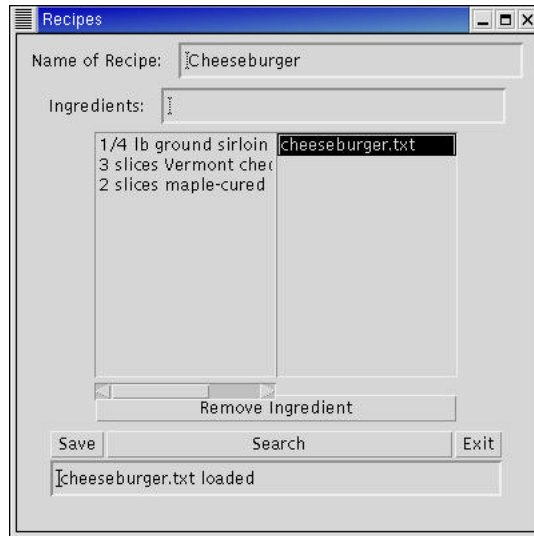 Recipes
Name of Recipe: Cheeseburger
Ingredients:
1/4 lb ground sirloin
3 slices Vermont che
2 slices maple-cured
cheeseburger.txt
Remove Ingredient
Save Search Exit
cheeseburger.txt loaded